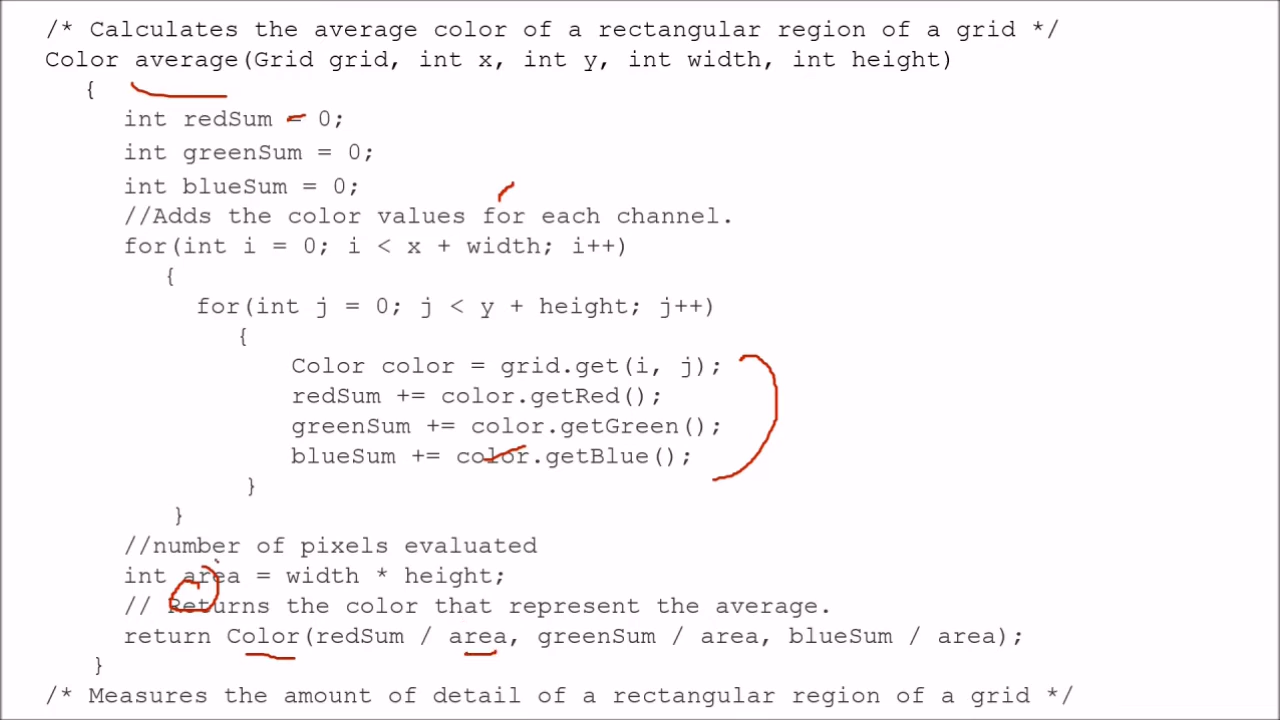 /* Calculates the average color of a rectangular region of a grid */
Color average(Grid grid, int x, int y, int width, int height)
{
int redSum = 0;
int greenSum = 0;
int blueSum = 0;
//Adds the color values for each channel.
for(int i = 0; i < x + width; i++)
{
for(int j = 0; j < y + height; j++)
{
Color color = grid.get(i, j);
redSum += color.getRed();
greenSum += color.getGreen();
blueSum += color.getBlue();
}
}
//number of pixels evaluated
int area = width * height;
// Returns the color that represent the average.
return Color(redSum / area, greenSum / area, blueSum / area);
}
/* Measures the amount of detail of a rectangular region of a grid */